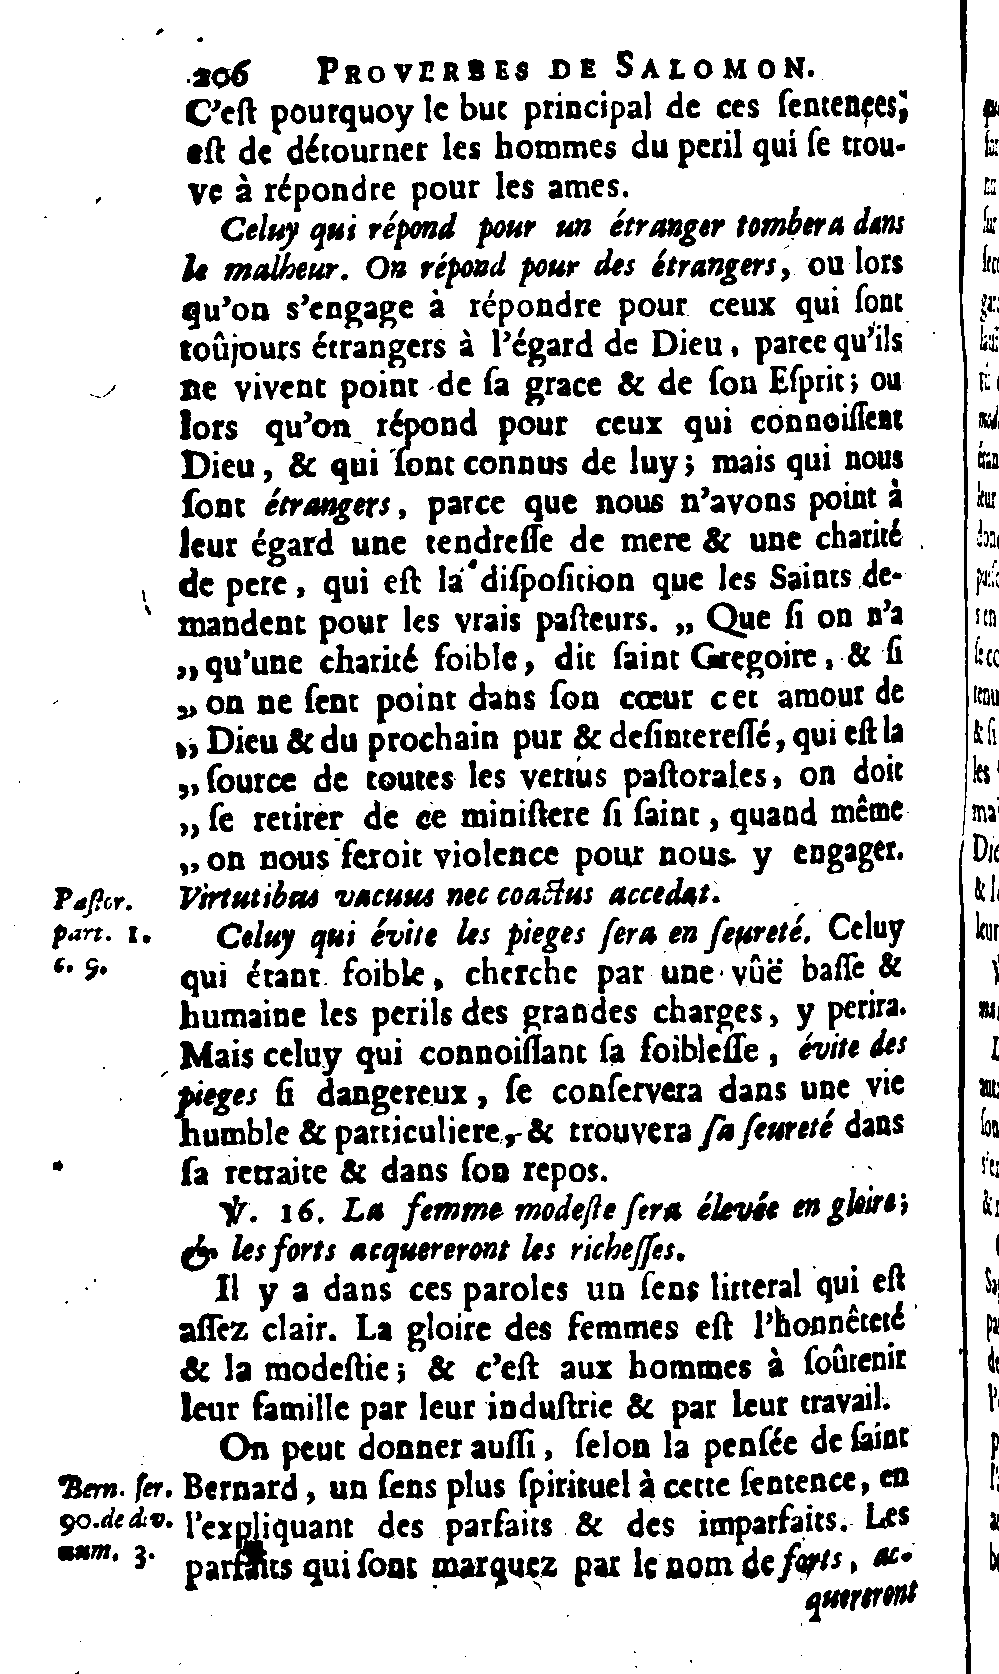 206 PROVERBES DE SALOMON.
C'eſt pourquoy le but principal de ces ſentences,
eſt de détourner les hommes du peril qui ſe trou-
ve à répondre pour les ames.
Celuy qui répond pour un étranger tombera dans
le malheur. On répond pour des étrangers, ou lors
qu'on s'engage à répondre pour ceux qui ſont
toûjours étrangers à l'égard de Dieu, parce qu'ils
ne vivent point de ſa grace & de ſon Eſprit; ou
lors qu'on répond pour ceux qui connoiſſent
Dieu, & qui ſont connus de luy; mais qui nous
ſont étrangers, parce que nous n'avons point à
leur égard une tendreſſe de mere & une charité
de pere, qui eſt la diſpoſition que les Saints de-
mandent pour les vrais paſteurs. „ Que ſi on n'a
„ qu'une charité foible, dit ſaint Gregoire, & ſi
„ on ne ſent point dans ſon cœur cet amour de
„ Dieu & du prochain pur & deſintereſſé, qui eſt la
„ ſource de toutes les vertus paſtorales, on doit
„ ſe retirer de ce miniſtere ſi ſaint, quand même
„ on nous feroit violence pour nous y engager.
Paſtor. Virtutibus vacuus nec coactus accedat.
part. 1. Celuy qui évite les pieges ſera en ſeureté. Celuy
c. 9. qui étant foible, cherche par une vûë baſſe &
humaine les perils des grandes charges, y perira.
Mais celuy qui connoiſſant ſa foibleſſe, évite des
pieges ſi dangereux, ſe conſervera dans une vie
humble & particuliere, & trouvera ſa ſeureté dans
ſa retraite & dans ſon repos.
℣. 16. La femme modeſte ſera élevée en gloire;
& les forts acquereront les richeſſes.
Il y a dans ces paroles un ſens litteral qui eſt
aſſez clair. La gloire des femmes eſt l'honnêteté
& la modeſtie; & c'eſt aux hommes à ſoûtenir
leur famille par leur induſtrie & par leur travail.
On peut donner auſſi, ſelon la penſée de ſaint
Bern. ſer. Bernard, un ſens plus ſpirituel à cette ſentence, en
90. de div. l'expliquant des parfaits & des imparfaits. Les
num. 3. parfaits qui ſont marquez par le nom de forts, ac-
quereront